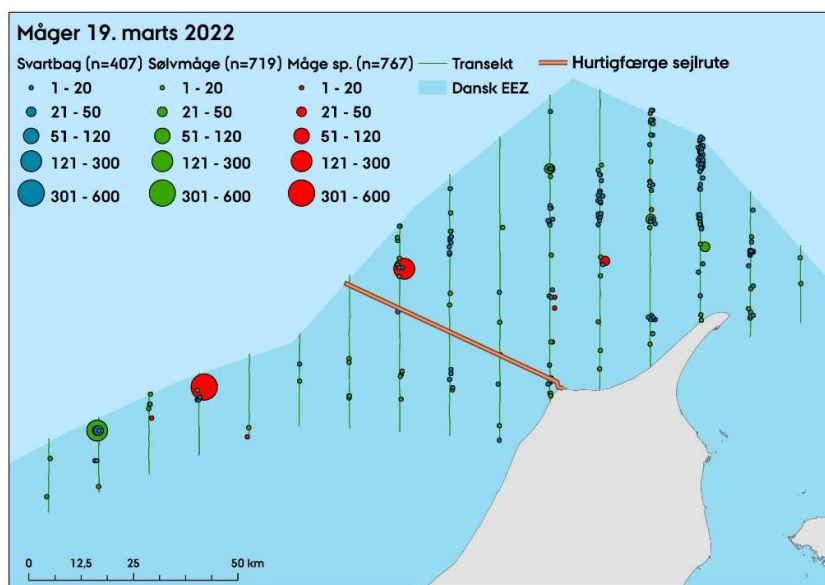 Måger 19. marts 2022
Svartbag (n=407) Sølvmåge (n=719) Måge sp. (n=767) Transekt Hurtigfærge sejlrute
1 - 20 1 - 20 1 - 20 Dansk EEZ
21 - 50 21 - 50 21 - 50
51 - 120 51 - 120 51 - 120
121 - 300 121 - 300 121 - 300
301 - 600 301 - 600 301 - 600
0 12,5 25 50 km